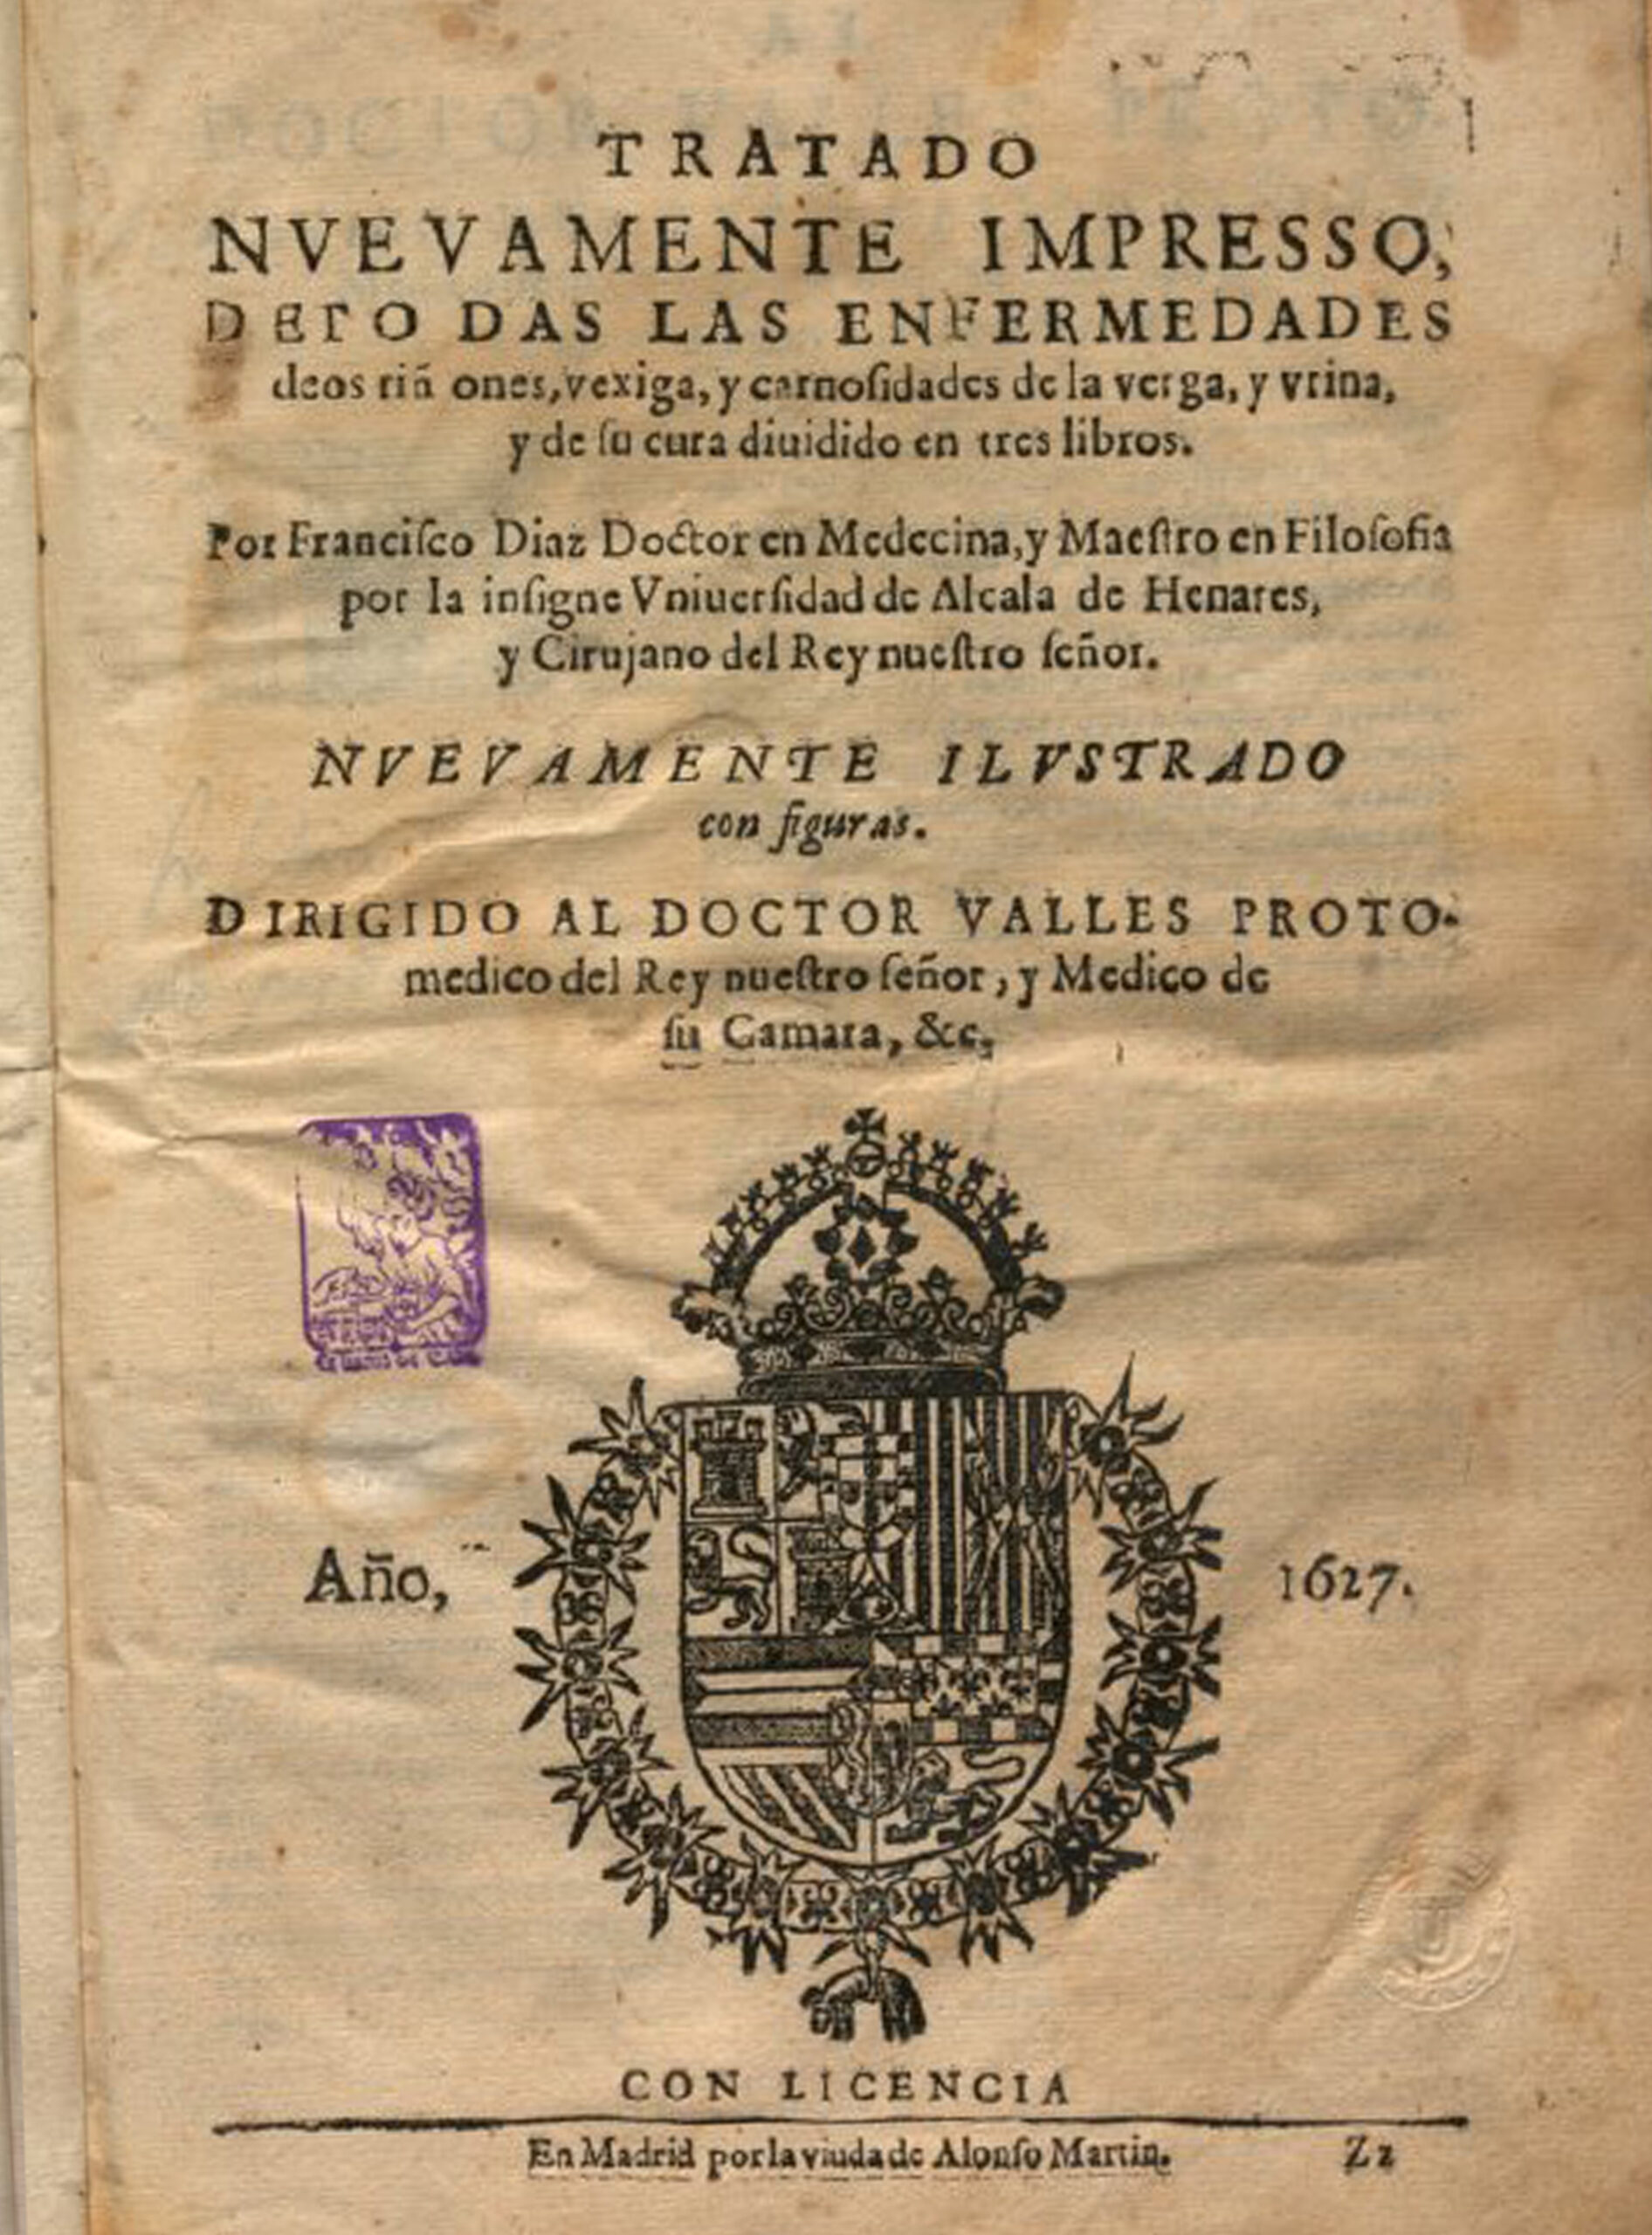 TRATADO
NVEVAMENTE IMPRESSO,
DETO DAS LAS ENFERMEDADES
deos riñ ones, vexiga, y carnoſidades de la verga, y vrina,
y de ſu cura diuidido en tres libros.
Por Franciſco Diaz Doctor en Medecina, y Maeſtro en Filoſofia
por la inſigne Vniuerſidad de Alcala de Henares,
y Cirujano del Rey nueſtro ſeñor.
NVEVAMENTE ILVSTRADO
con figuras.
DIRIGIDO AL DOCTOR VALLES PROTO-
medico del Rey nueſtro ſeñor, y Medico de
ſu Camara, &c.
Año, 1627.
CON LICENCIA
En Madrid por la viuda de Alonſo Martin. Zz